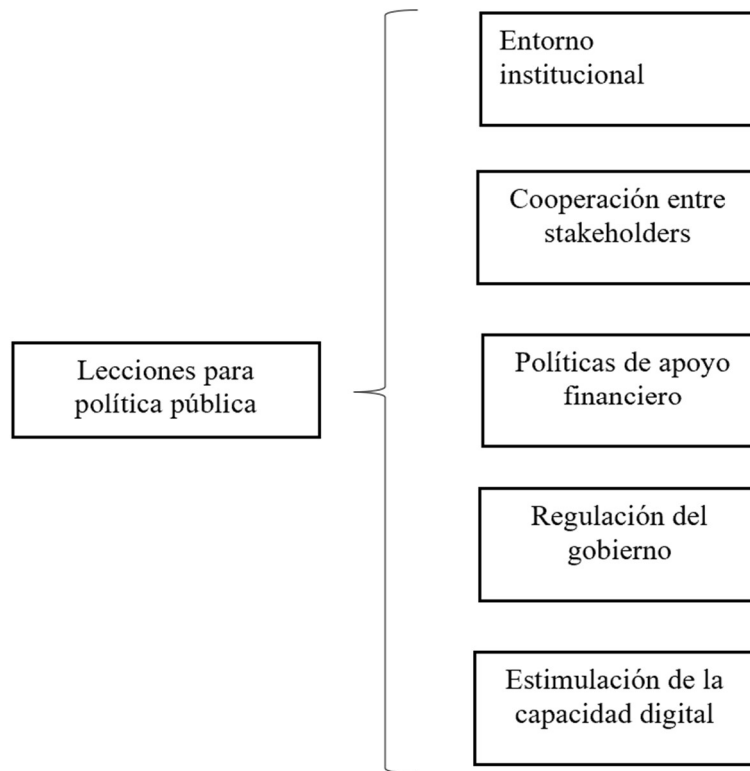 Lecciones para
política pública
Entorno
institucional
Cooperación entre
stakeholders
Políticas de apoyo
financiero
Regulación del
gobierno
Estimulación de la
capacidad digital